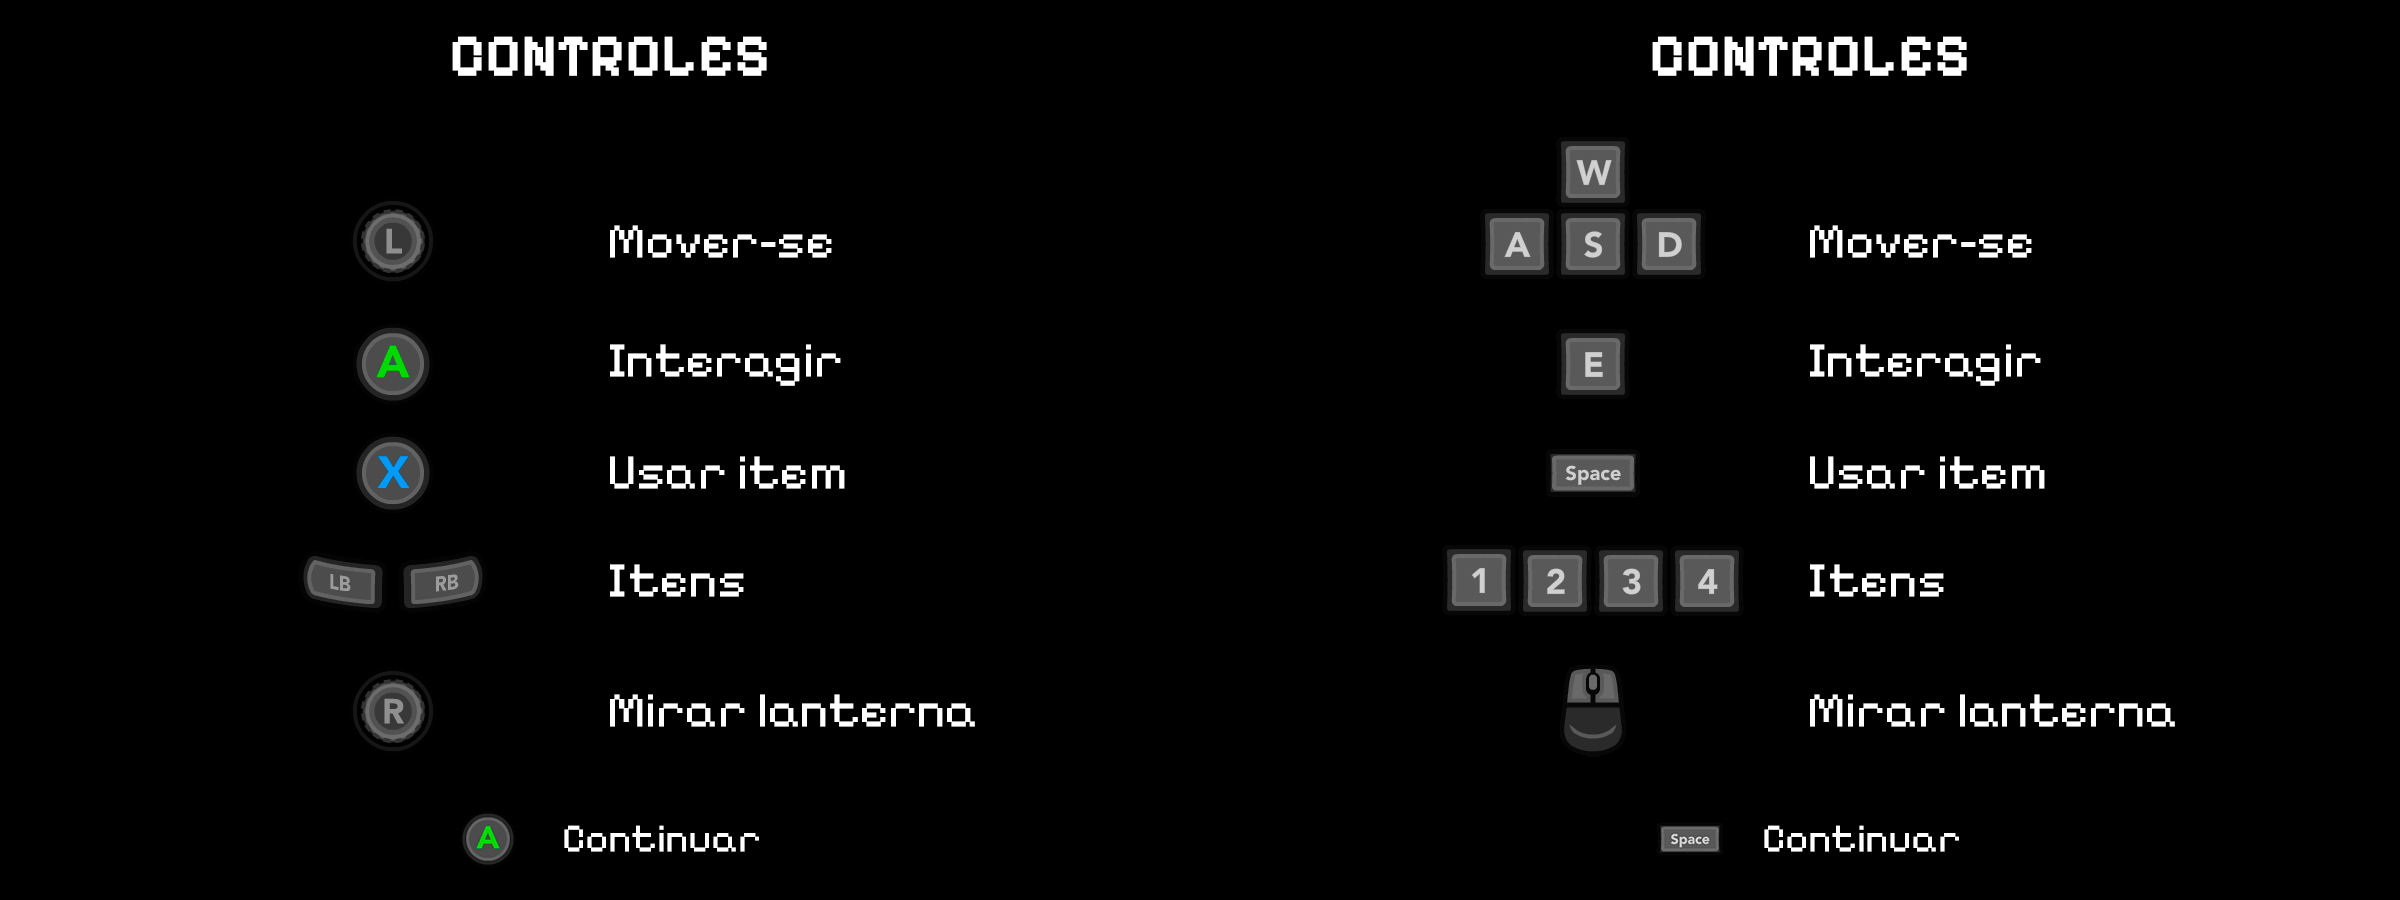 CONTROLES
L Mover-se
A Interagir
X Usar item
LB RB Itens
R Mirar lanterna
A Continuar
CONTROLES
W
A S D Mover-se
E Interagir
Space Usar item
1 2 3 4 Itens
Mirar lanterna
Space Continuar